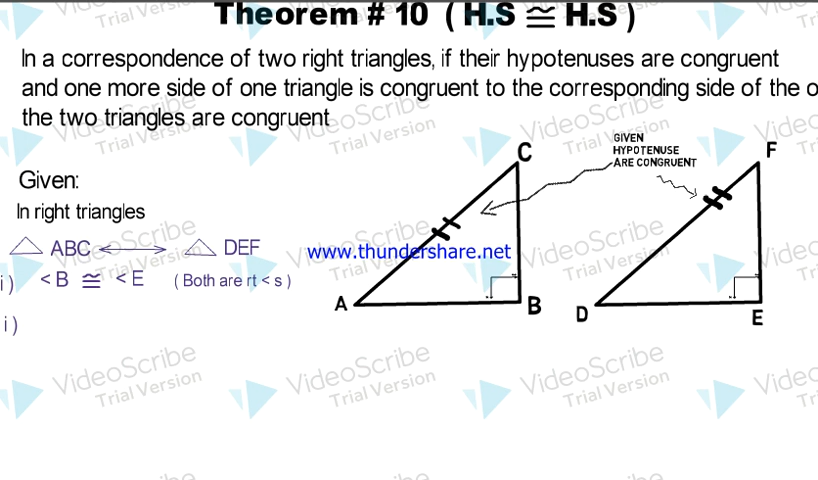 Theorem # 10 ( H.S ≅ H.S )
In a correspondence of two right triangles, if their hypotenuses are congruent
and one more side of one triangle is congruent to the corresponding side of the o
the two triangles are congruent
Given:
In right triangles
△ ABC ⟷ △ DEF
i ) < B ≅ < E ( Both are rt < s )
i )
GIVEN
HYPOTENUSE
ARE CONGRUENT
C
F
A
B
D
E
www.thundershare.net
VideoScribe
Trial Version